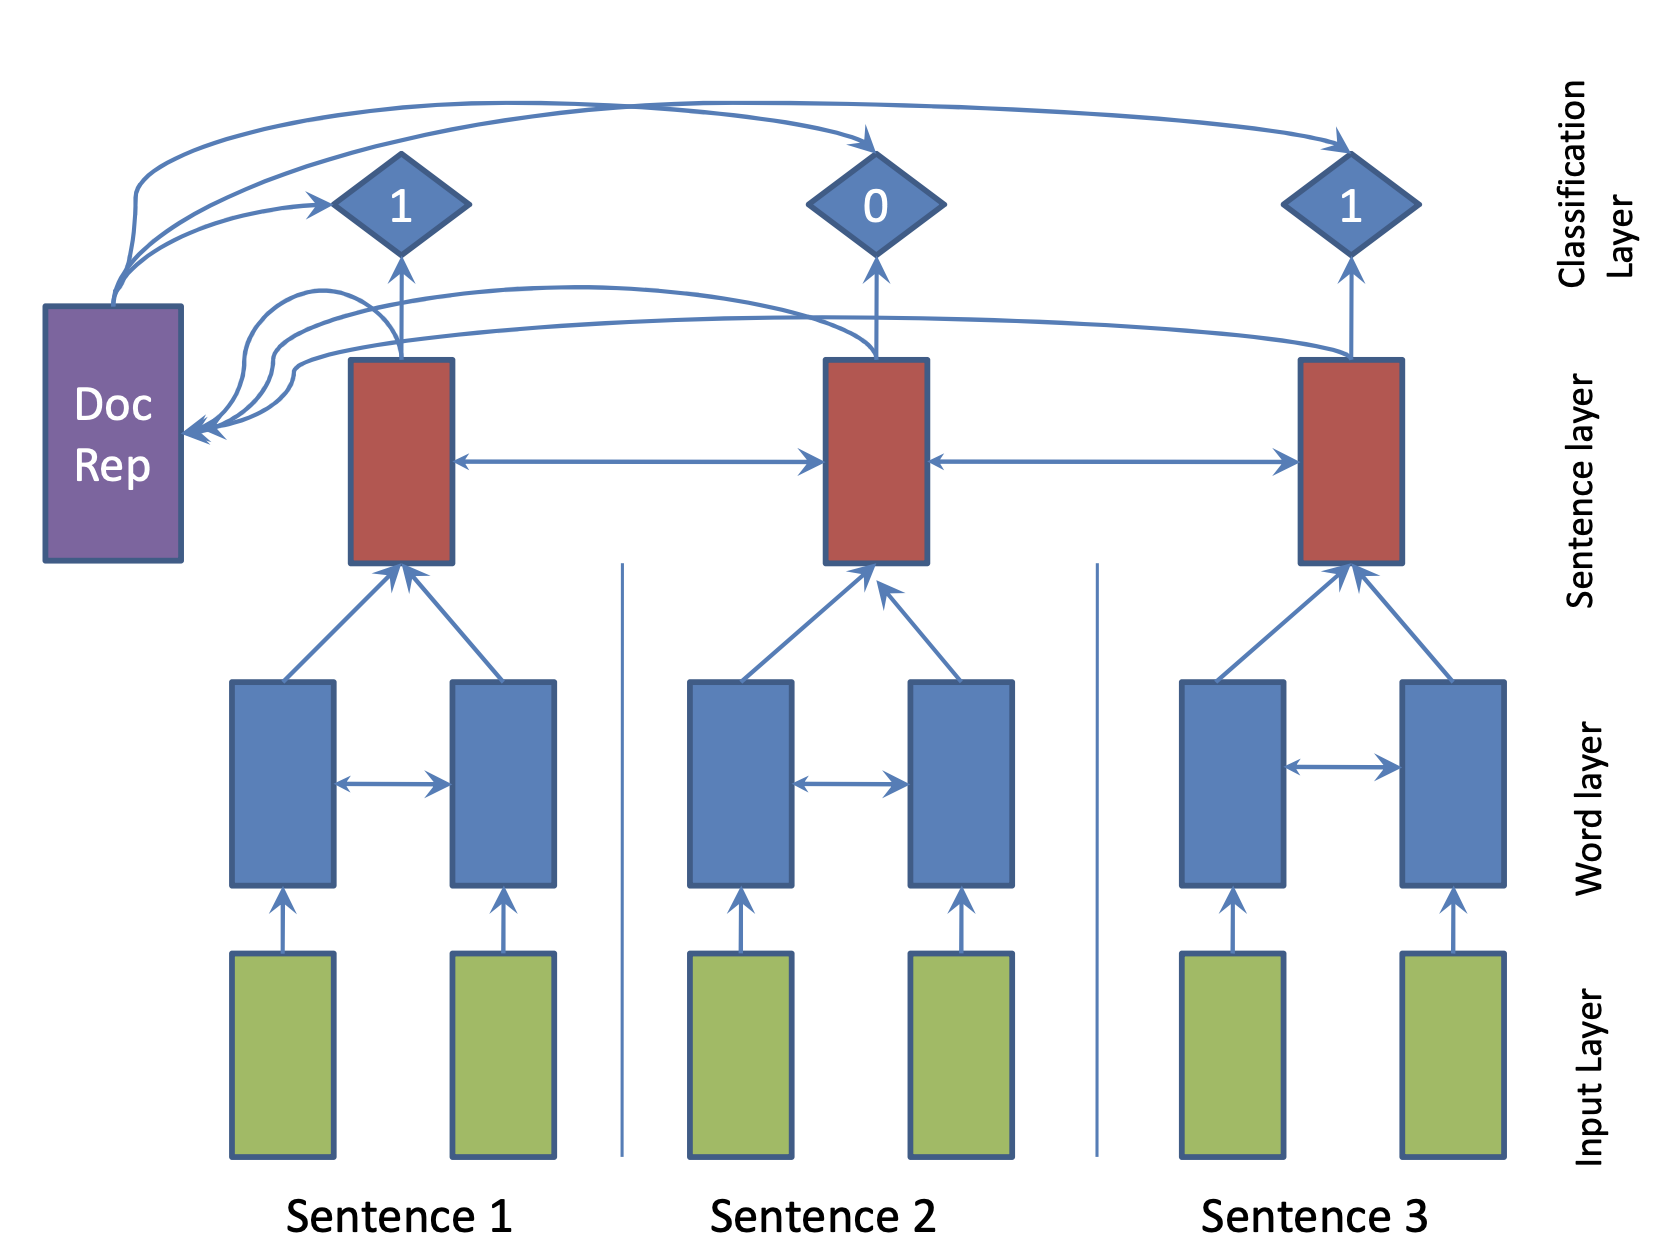 Classification
Layer
1
0
1
Doc
Rep
Sentence layer
Word layer
Input Layer
Sentence 1
Sentence 2
Sentence 3